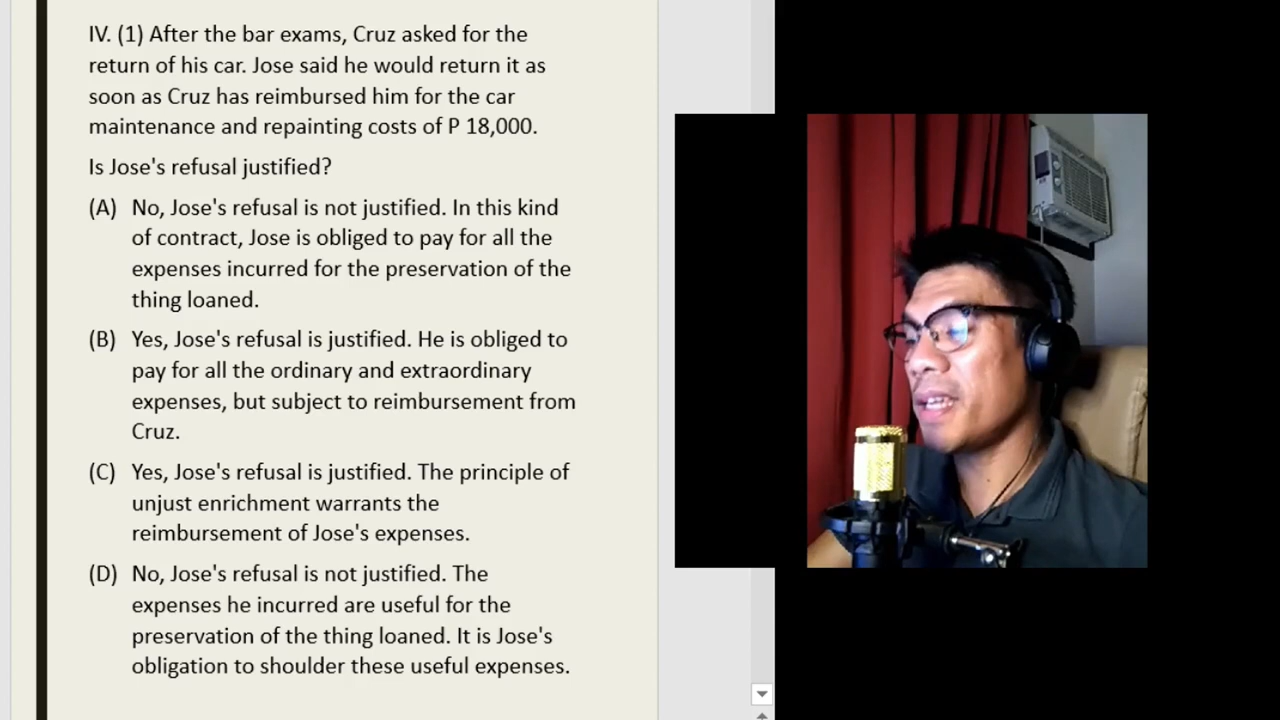 IV. (1) After the bar exams, Cruz asked for the
return of his car. Jose said he would return it as
soon as Cruz has reimbursed him for the car
maintenance and repainting costs of P 18,000.
Is Jose's refusal justified?
(A) No, Jose's refusal is not justified. In this kind
of contract, Jose is obliged to pay for all the
expenses incurred for the preservation of the
thing loaned.
(B) Yes, Jose's refusal is justified. He is obliged to
pay for all the ordinary and extraordinary
expenses, but subject to reimbursement from
Cruz.
(C) Yes, Jose's refusal is justified. The principle of
unjust enrichment warrants the
reimbursement of Jose's expenses.
(D) No, Jose's refusal is not justified. The
expenses he incurred are useful for the
preservation of the thing loaned. It is Jose's
obligation to shoulder these useful expenses.